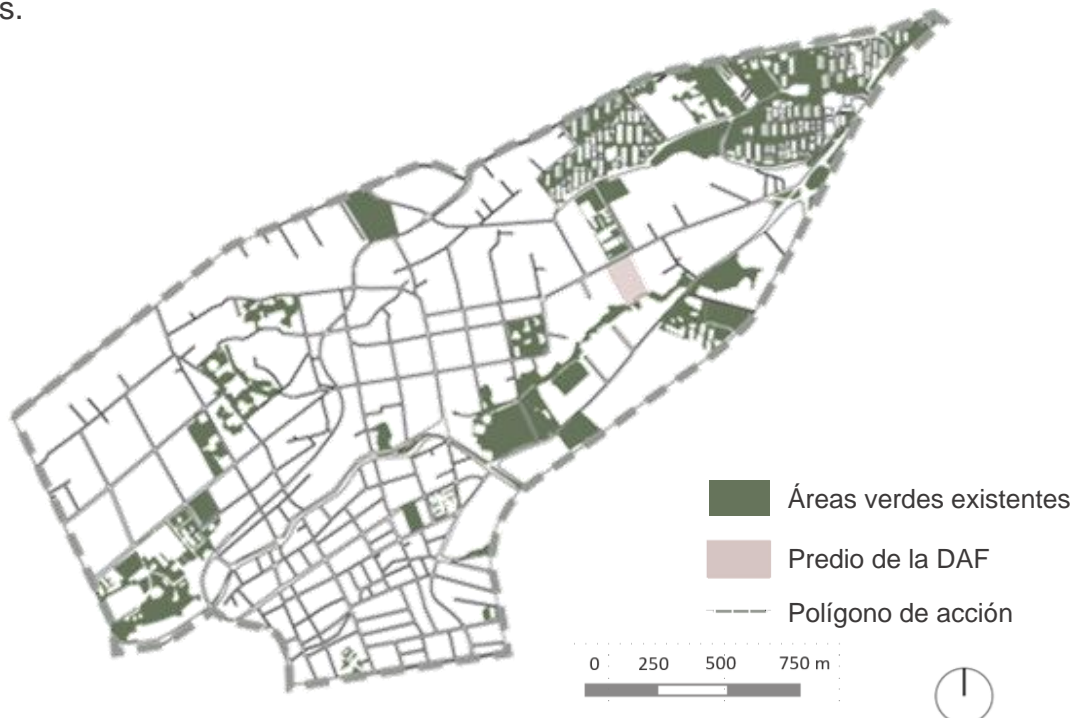 s.
Áreas verdes existentes
Predio de la DAF
Polígono de acción
0 250 500 750 m